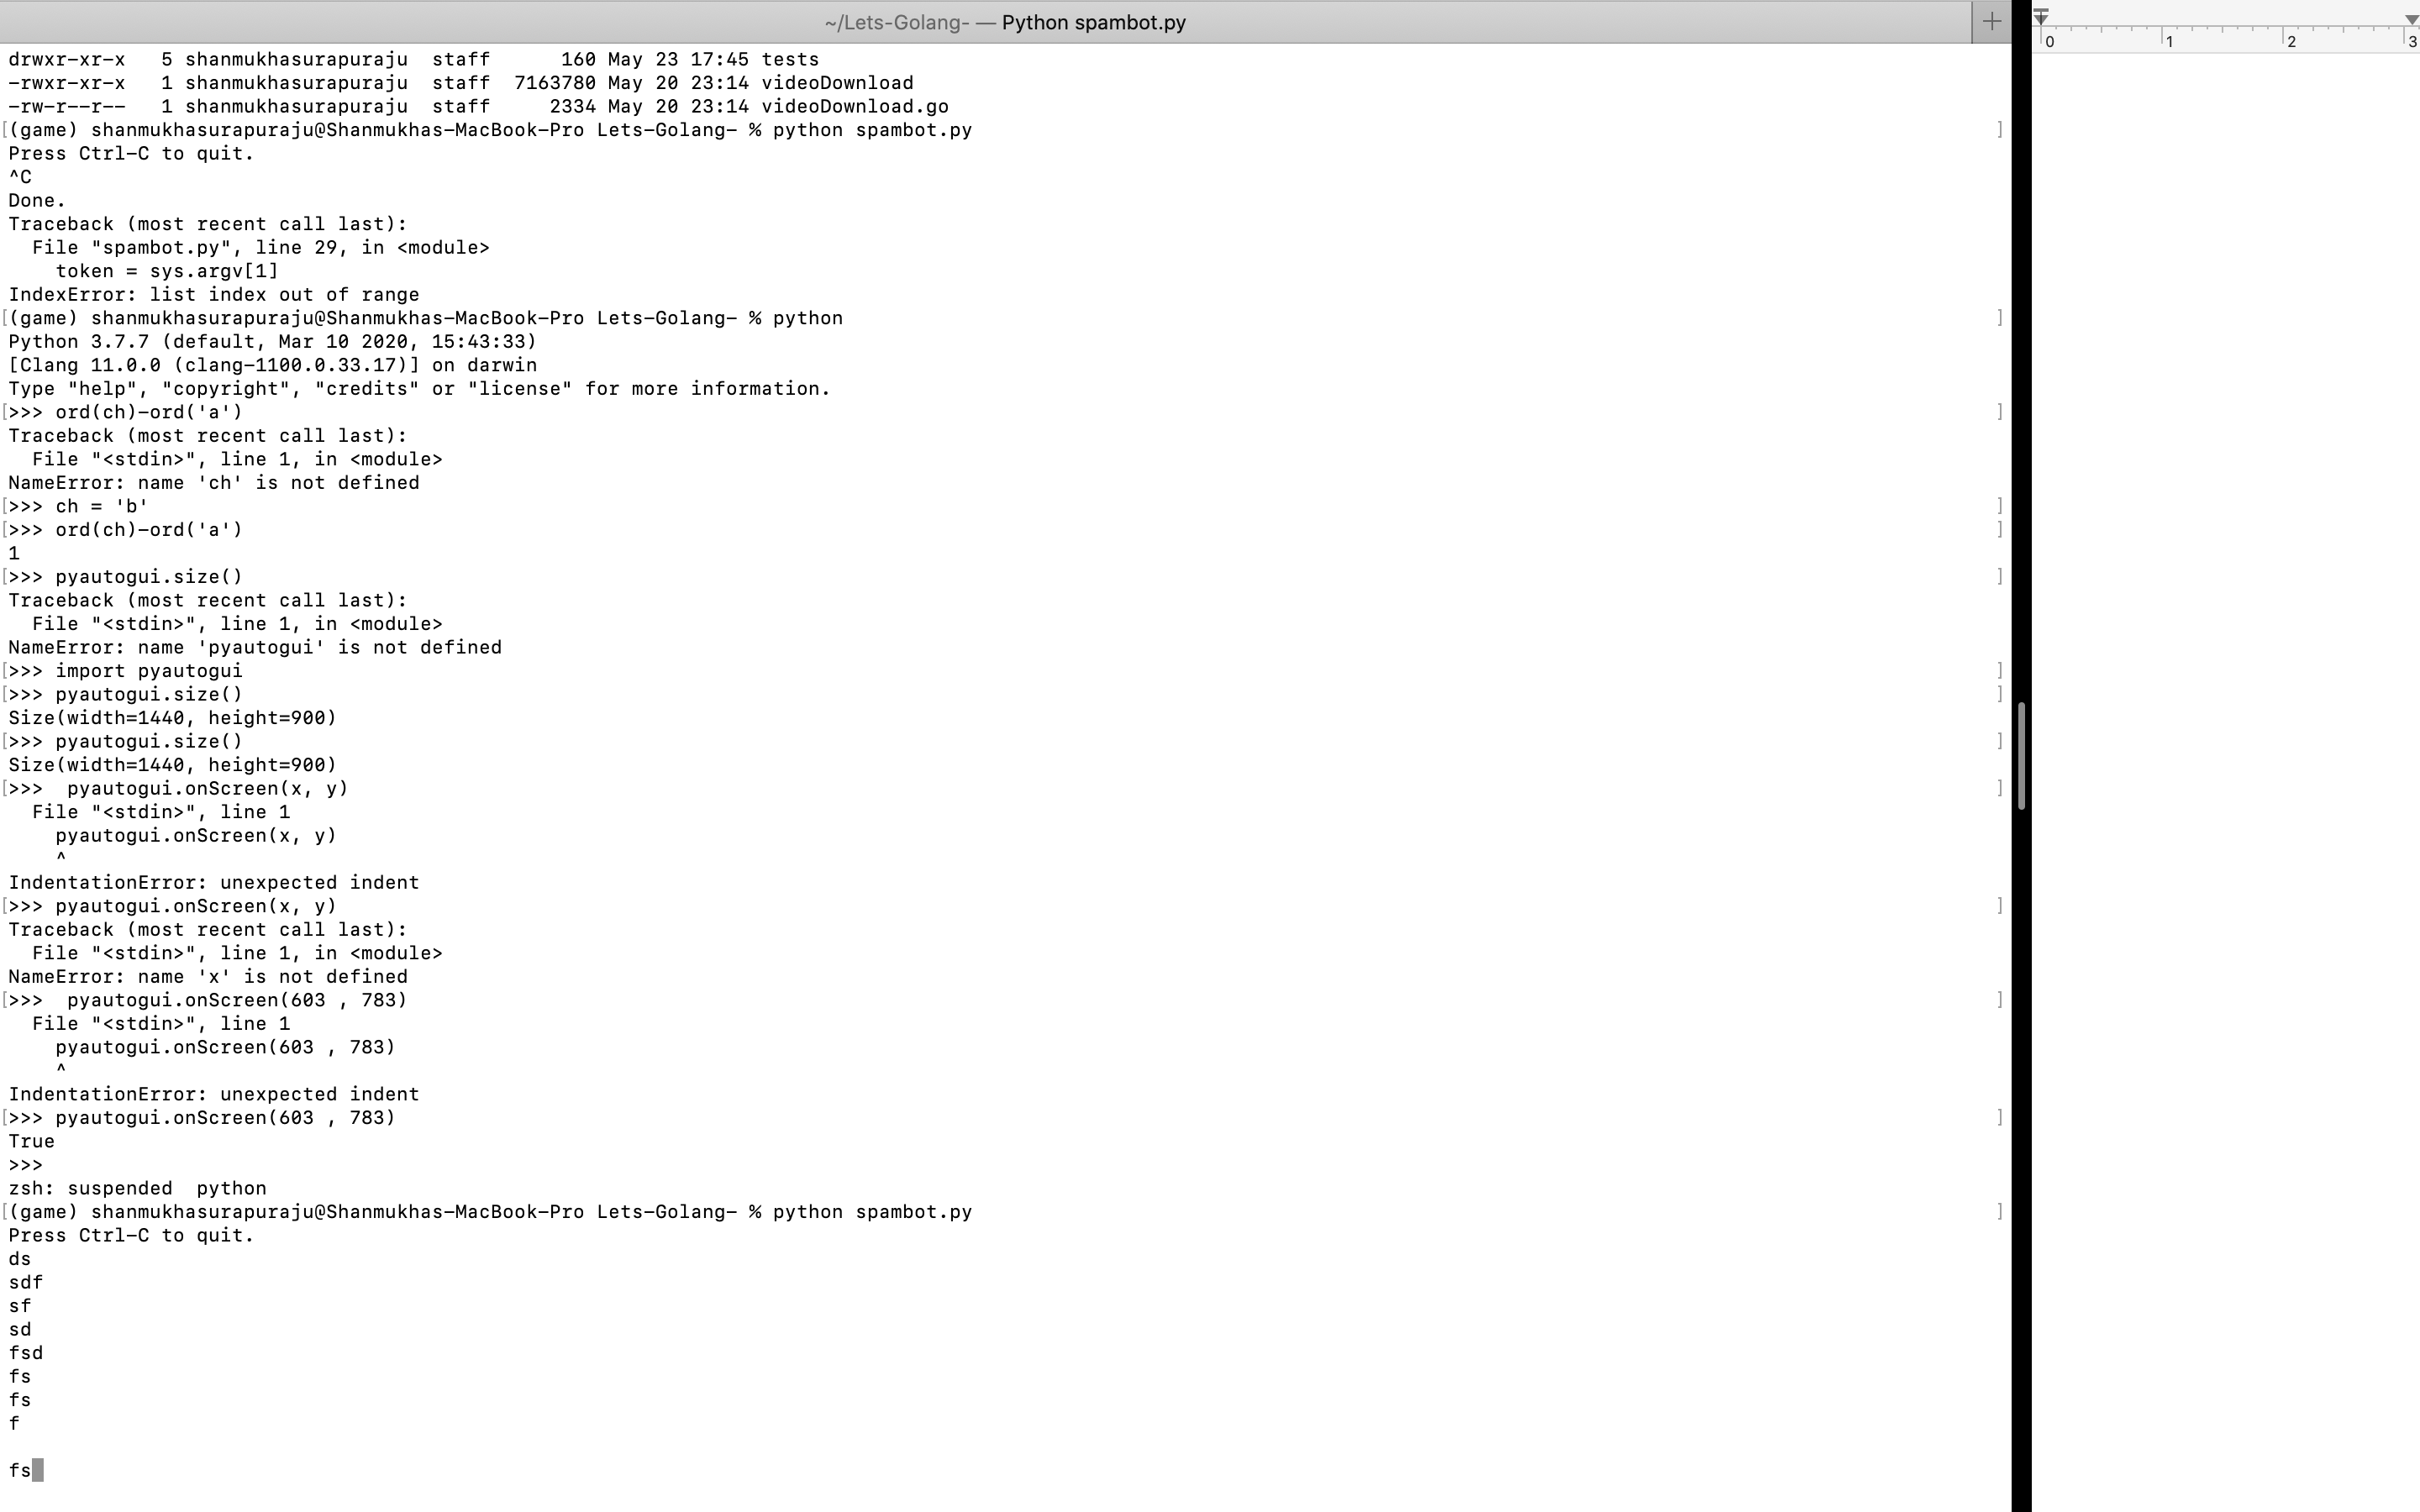 ~/Lets-Golang- — Python spambot.py
+
0 1 2 3
drwxr-xr-x   5 shanmukhasurapuraju  staff      160 May 23 17:45 tests
-rwxr-xr-x   1 shanmukhasurapuraju  staff  7163780 May 20 23:14 videoDownload
-rw-r--r--   1 shanmukhasurapuraju  staff     2334 May 20 23:14 videoDownload.go
[(game) shanmukhasurapuraju@Shanmukhas-MacBook-Pro Lets-Golang- % python spambot.py ]
Press Ctrl-C to quit.
^C
Done.
Traceback (most recent call last):
  File "spambot.py", line 29, in <module>
    token = sys.argv[1]
IndexError: list index out of range
[(game) shanmukhasurapuraju@Shanmukhas-MacBook-Pro Lets-Golang- % python ]
Python 3.7.7 (default, Mar 10 2020, 15:43:33)
[Clang 11.0.0 (clang-1100.0.33.17)] on darwin
Type "help", "copyright", "credits" or "license" for more information.
[>>> ord(ch)-ord('a') ]
Traceback (most recent call last):
  File "<stdin>", line 1, in <module>
NameError: name 'ch' is not defined
[>>> ch = 'b' ]
[>>> ord(ch)-ord('a') ]
1
[>>> pyautogui.size() ]
Traceback (most recent call last):
  File "<stdin>", line 1, in <module>
NameError: name 'pyautogui' is not defined
[>>> import pyautogui ]
[>>> pyautogui.size() ]
Size(width=1440, height=900)
[>>> pyautogui.size() ]
Size(width=1440, height=900)
[>>>  pyautogui.onScreen(x, y) ]
  File "<stdin>", line 1
    pyautogui.onScreen(x, y)
    ^
IndentationError: unexpected indent
[>>> pyautogui.onScreen(x, y) ]
Traceback (most recent call last):
  File "<stdin>", line 1, in <module>
NameError: name 'x' is not defined
[>>>  pyautogui.onScreen(603 , 783) ]
  File "<stdin>", line 1
    pyautogui.onScreen(603 , 783)
    ^
IndentationError: unexpected indent
[>>> pyautogui.onScreen(603 , 783) ]
True
>>>
zsh: suspended  python
[(game) shanmukhasurapuraju@Shanmukhas-MacBook-Pro Lets-Golang- % python spambot.py ]
Press Ctrl-C to quit.
ds
sdf
sf
sd
fsd
fs
fs
f
fs